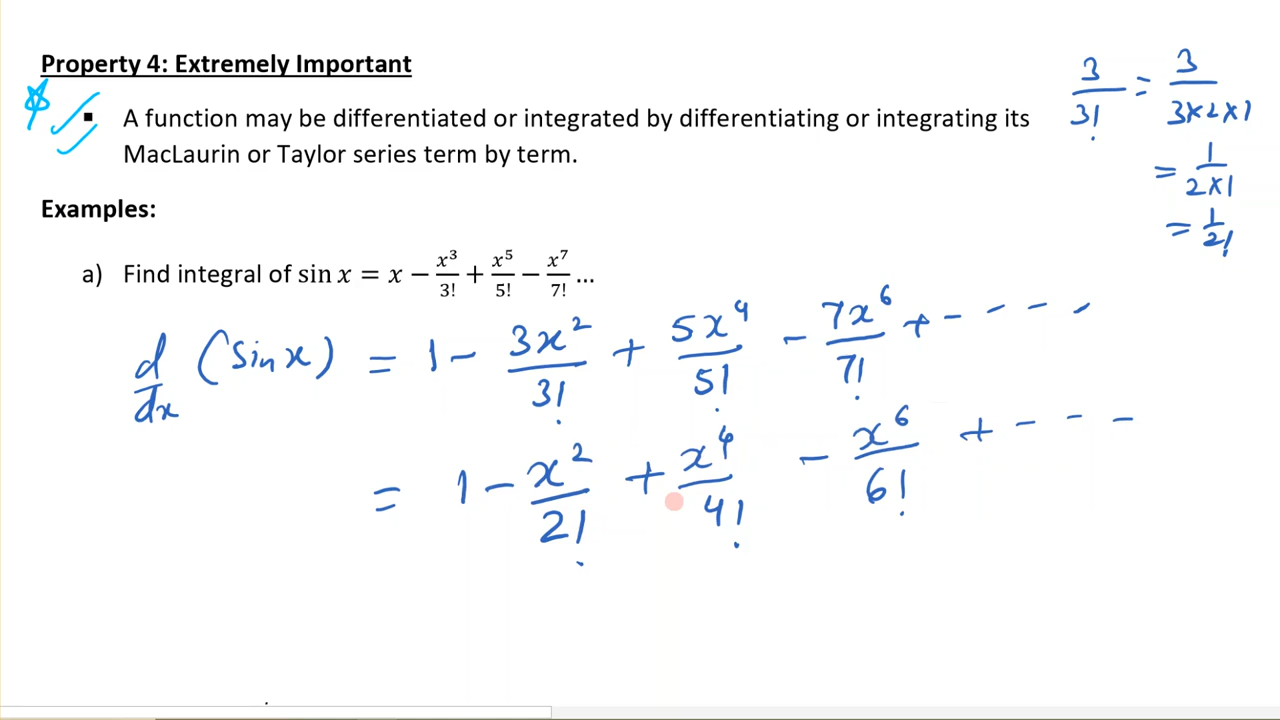 Property 4: Extremely Important
▪ A function may be differentiated or integrated by differentiating or integrating its
MacLaurin or Taylor series term by term.
3/3! = 3/(3×2×1)
= 1/(2×1)
= 1/2!
Examples:
a) Find integral of sin x = x − x³/3! + x⁵/5! − x⁷/7! …
d/dx (sin x) = 1 − 3x²/3! + 5x⁴/5! − 7x⁶/7! + - - - -
= 1 − x²/2! + x⁴/4! − x⁶/6! + - - -